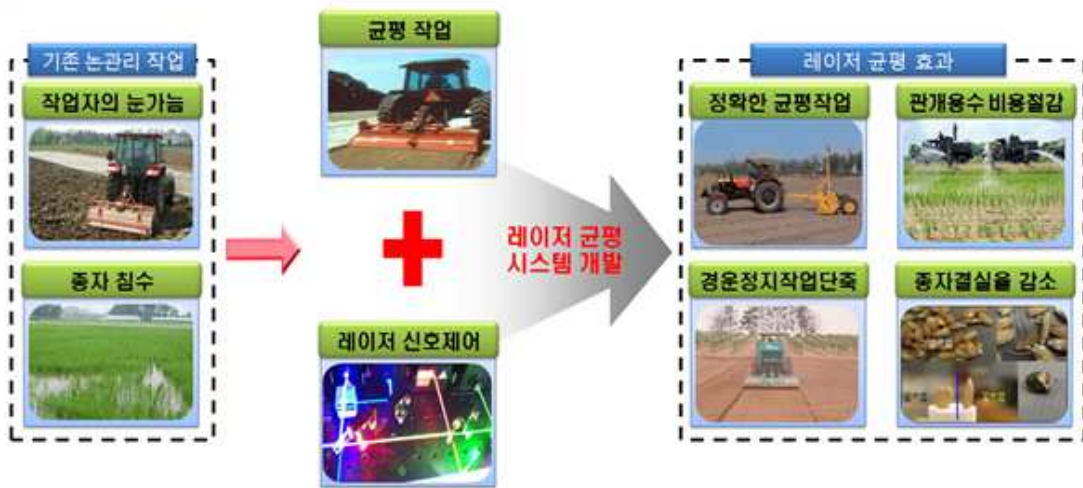 기존 논관리 작업
작업자의 눈가늠
종자 침수
균평 작업
레이저 신호제어
레이저 균평
시스템 개발
레이저 균평 효과
정확한 균평작업
관개용수 비용절감
경운정지작업단축
종자결실율 감소